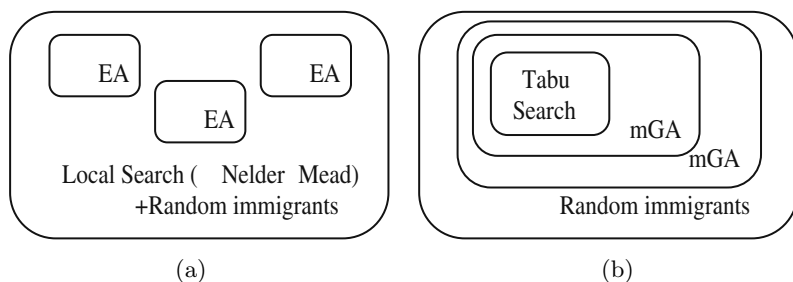 EA
EA
EA
Local Search ( Nelder Mead)
+Random immigrants
(a)
Tabu
Search
mGA
mGA
Random immigrants
(b)